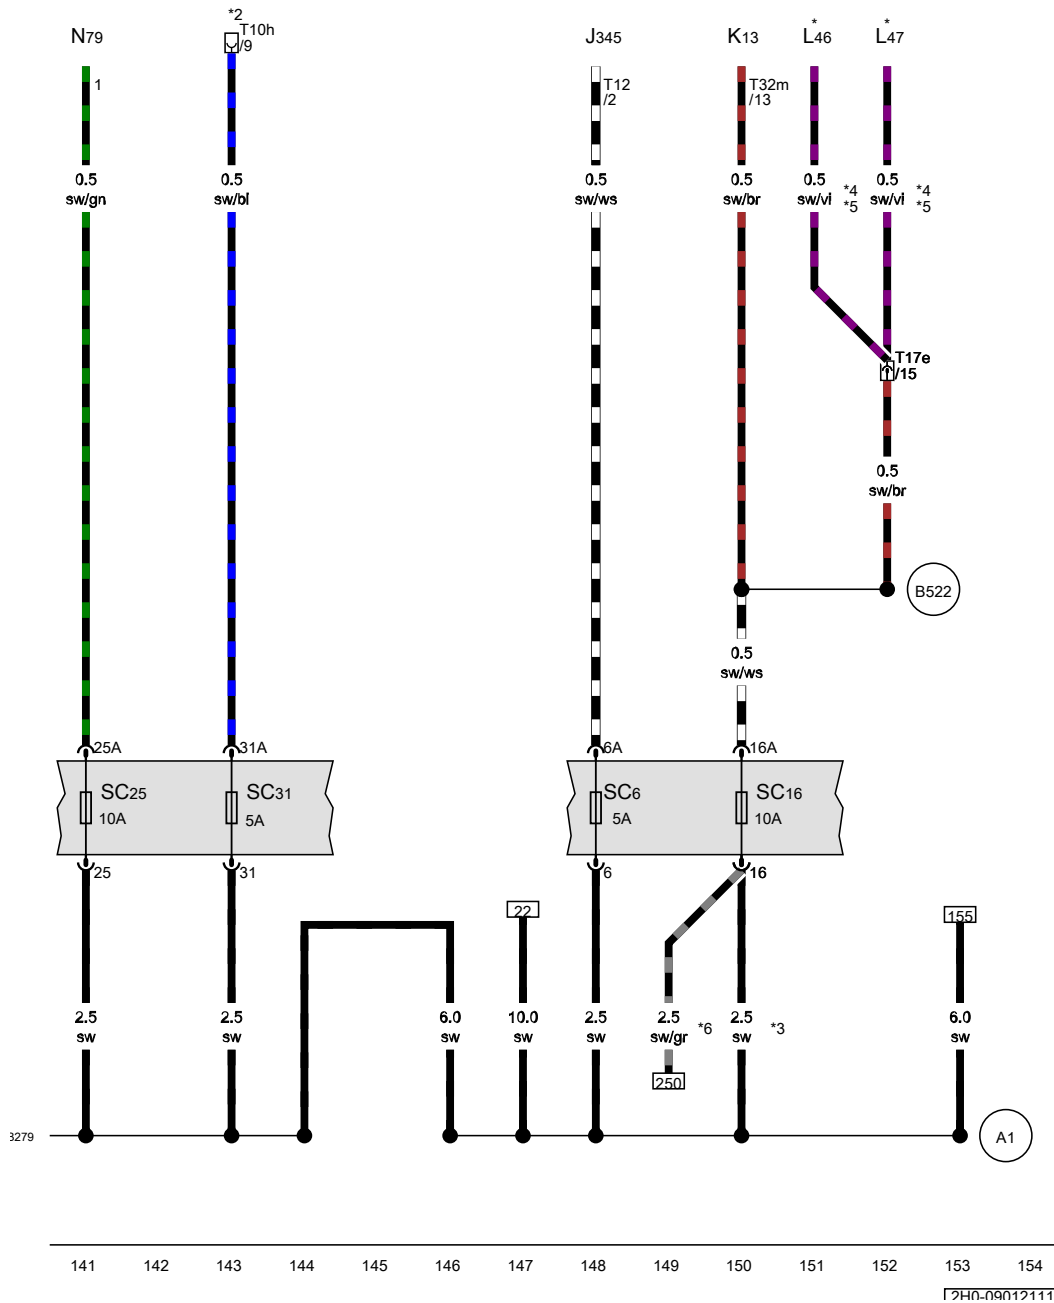 *2
T10h
/9
N79
J345
K13
*
L46
*
L47
1
T12
/2
T32m
/13
0.5
sw/gn
0.5
sw/bl
0.5
sw/ws
0.5
sw/br
0.5
sw/vi
*4
*5
0.5
sw/vi
*4
*5
T17e
/15
0.5
sw/br
B522
0.5
sw/ws
25A
31A
6A
16A
SC25
10A
SC31
5A
SC6
5A
SC16
10A
25
31
6
16
22
155
2.5
sw
2.5
sw
6.0
sw
10.0
sw
2.5
sw
2.5
sw/gr
*6
2.5
sw
*3
6.0
sw
250
3279
A1
141 142 143 144 145 146 147 148 149 150 151 152 153 154
2H0-09012111